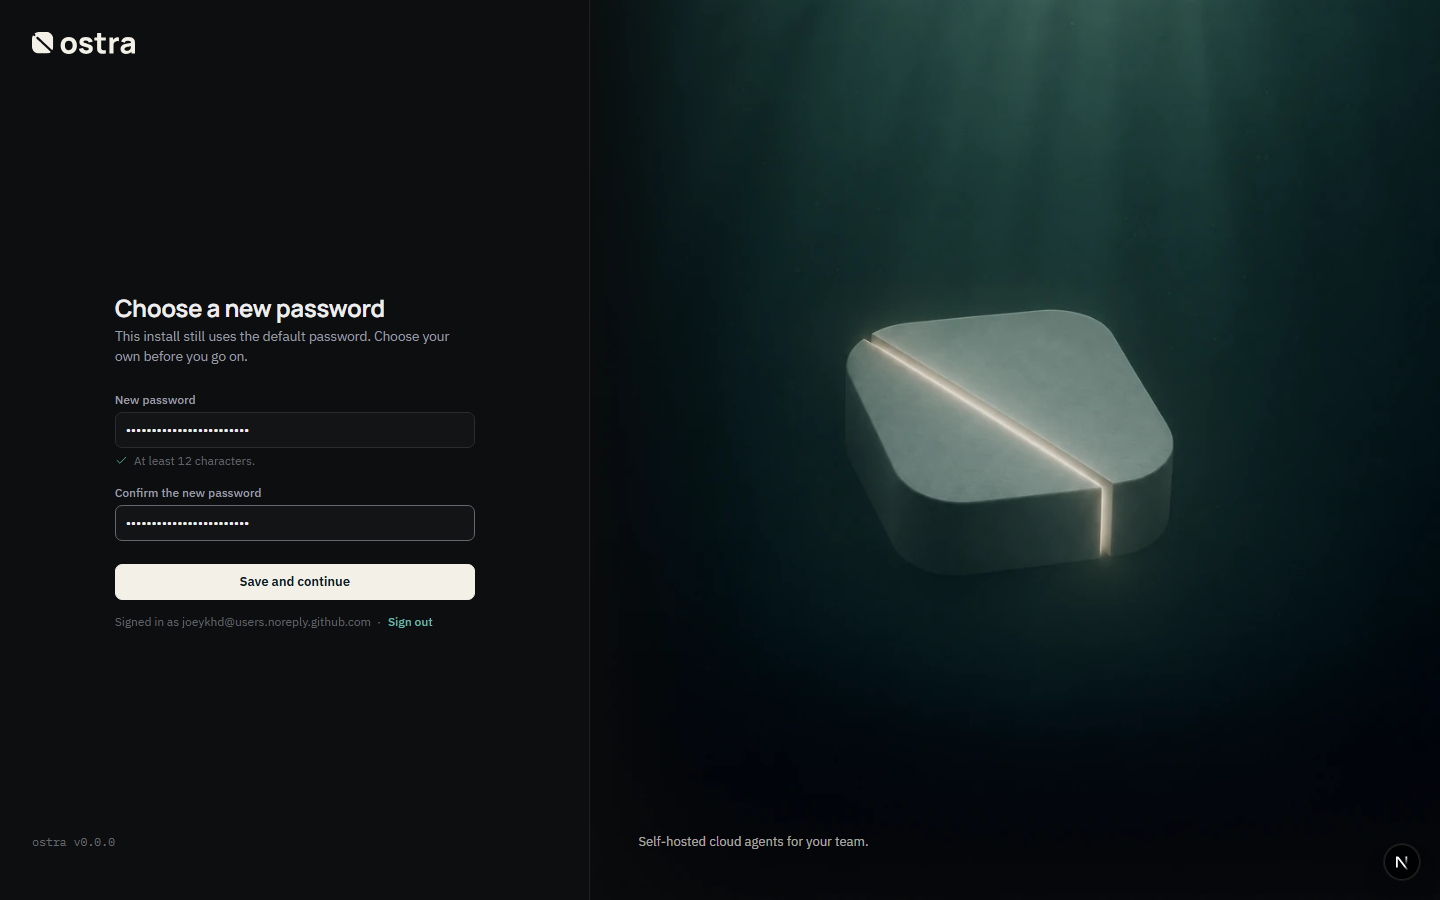 ostra
Choose a new password
This install still uses the default password. Choose your
own before you go on.
New password
••••••••••••••••••••••••
At least 12 characters.
Confirm the new password
••••••••••••••••••••••••
Save and continue
Signed in as joeykhd@users.noreply.github.com · Sign out
ostra v0.0.0
Self-hosted cloud agents for your team.
N